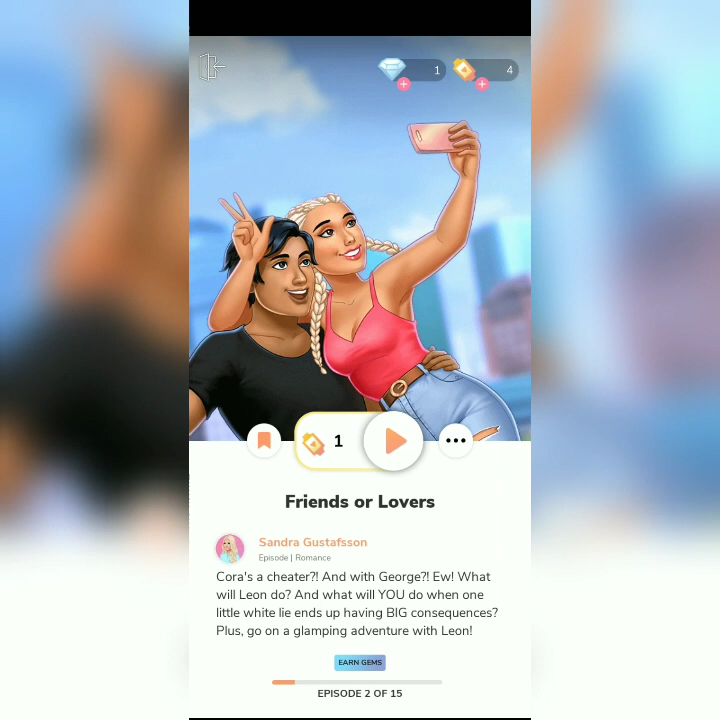 1
4
1
Friends or Lovers
Sandra Gustafsson
Episode | Romance
Cora's a cheater?! And with George?! Ew! What
will Leon do? And what will YOU do when one
little white lie ends up having BIG consequences?
Plus, go on a glamping adventure with Leon!
EARN GEMS
EPISODE 2 OF 15